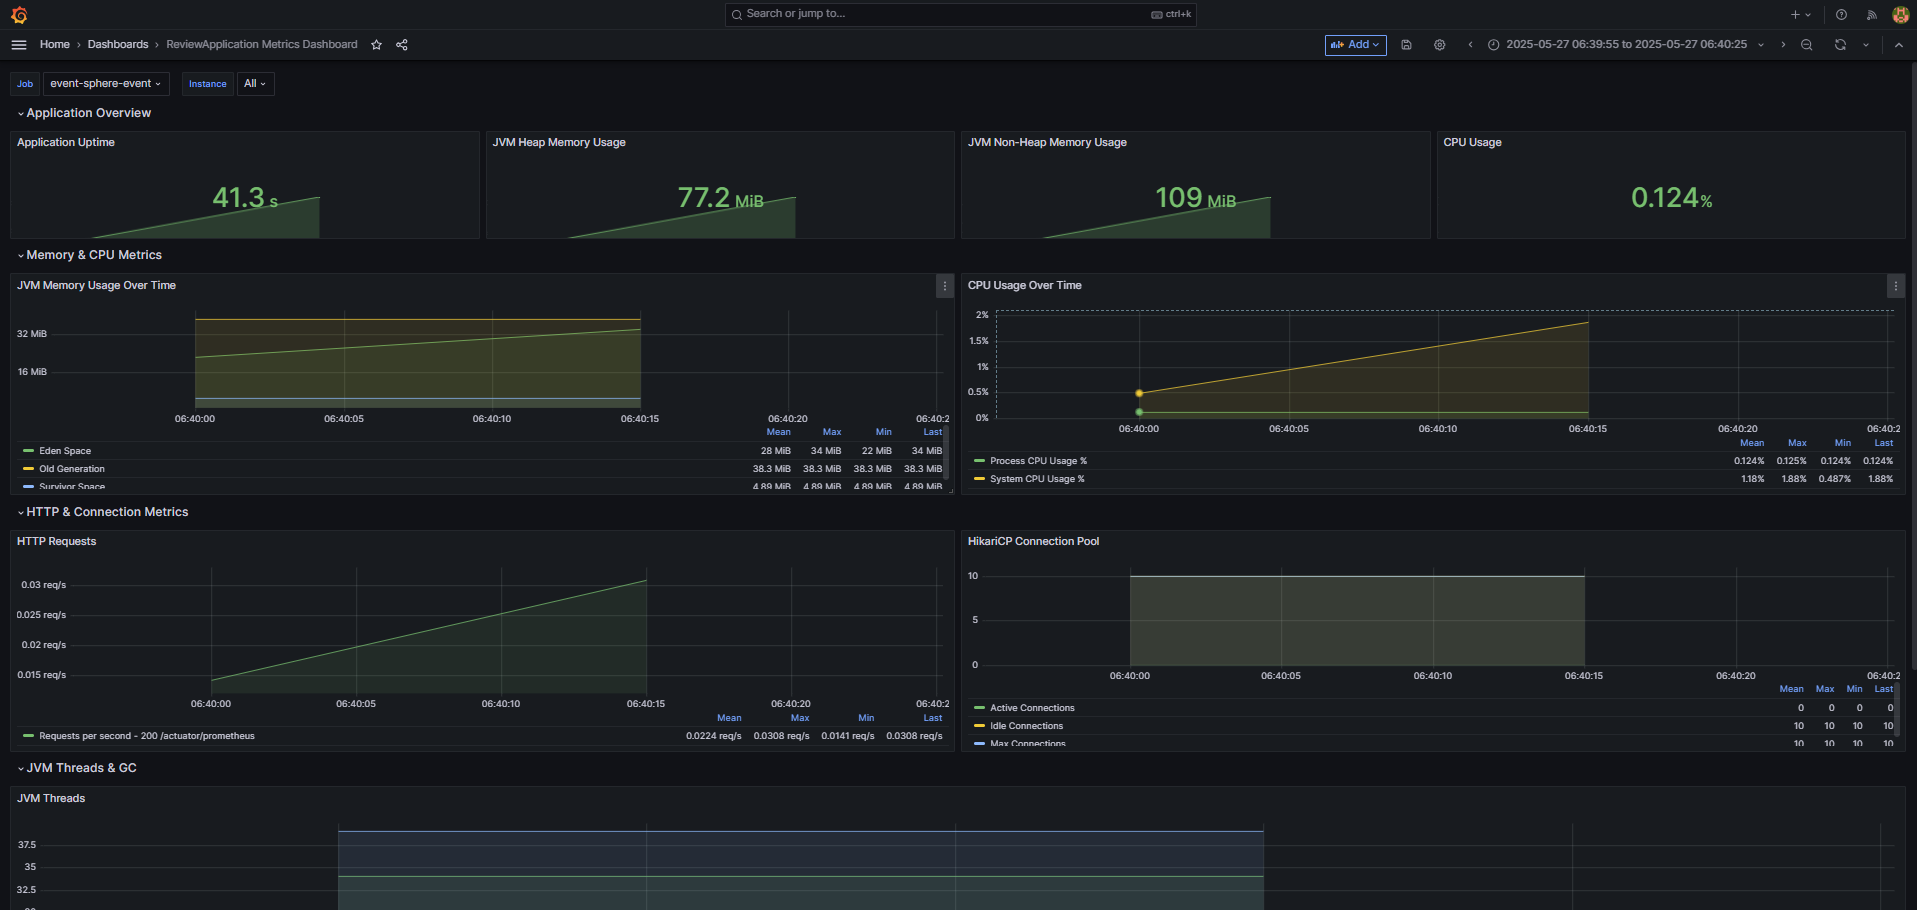 Search or jump to...
ctrl+k
Home › Dashboards › ReviewApplication Metrics Dashboard
Add
2025-05-27 06:39:55 to 2025-05-27 06:40:25
Job event-sphere-event Instance All
Application Overview
Application Uptime
41.3 s
JVM Heap Memory Usage
77.2 MiB
JVM Non-Heap Memory Usage
109 MiB
CPU Usage
0.124%
Memory & CPU Metrics
JVM Memory Usage Over Time
32 MiB
16 MiB
06:40:00 06:40:05 06:40:10 06:40:15 06:40:20 06:40:2
Mean Max Min Last
Eden Space 28 MiB 34 MiB 22 MiB 34 MiB
Old Generation 38.3 MiB 38.3 MiB 38.3 MiB 38.3 MiB
Survivor Space 4.89 MiB 4.89 MiB 4.89 MiB 4.89 MiB
CPU Usage Over Time
2%
1.5%
1%
0.5%
0%
06:40:00 06:40:05 06:40:10 06:40:15 06:40:20 06:40:2
Mean Max Min Last
Process CPU Usage % 0.124% 0.125% 0.124% 0.124%
System CPU Usage % 1.18% 1.88% 0.487% 1.88%
HTTP & Connection Metrics
HTTP Requests
0.03 req/s
0.025 req/s
0.02 req/s
0.015 req/s
06:40:00 06:40:05 06:40:10 06:40:15 06:40:20 06:40:2
Mean Max Min Last
Requests per second - 200 /actuator/prometheus 0.0224 req/s 0.0308 req/s 0.0141 req/s 0.0308 req/s
HikariCP Connection Pool
10
5
0
06:40:00 06:40:05 06:40:10 06:40:15 06:40:20 06:40:2
Mean Max Min Last
Active Connections 0 0 0 0
Idle Connections 10 10 10 10
Max Connections 10 10 10 10
JVM Threads & GC
JVM Threads
37.5
35
32.5